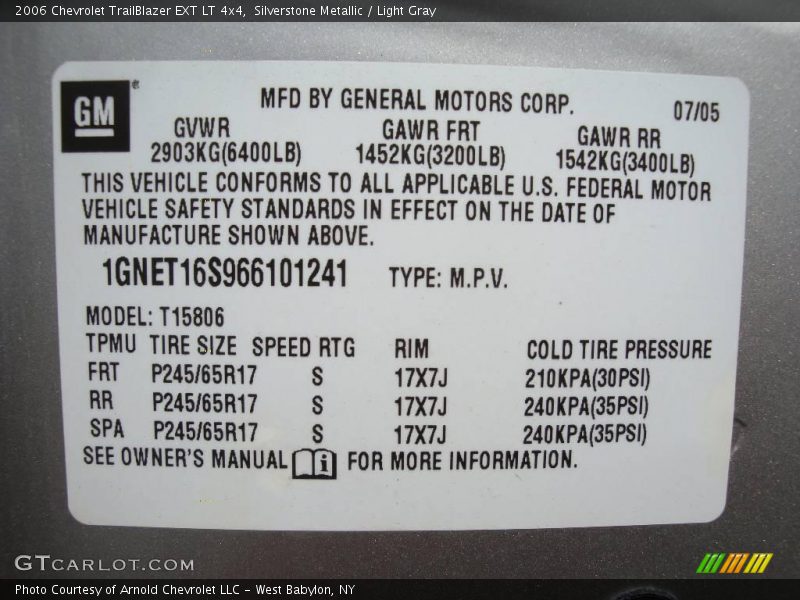 2006 Chevrolet TrailBlazer EXT LT 4x4,  Silverstone Metallic / Light Gray
GM ®
MFD BY GENERAL MOTORS CORP.
07/05
GVWR GAWR FRT GAWR RR
2903KG(6400LB) 1452KG(3200LB) 1542KG(3400LB)
THIS VEHICLE CONFORMS TO ALL APPLICABLE U.S. FEDERAL MOTOR
VEHICLE SAFETY STANDARDS IN EFFECT ON THE DATE OF
MANUFACTURE SHOWN ABOVE.
1GNET16S966101241 TYPE: M.P.V.
MODEL: T15806
TPMU TIRE SIZE SPEED RTG RIM COLD TIRE PRESSURE
FRT P245/65R17 S 17X7J 210KPA(30PSI)
RR P245/65R17 S 17X7J 240KPA(35PSI)
SPA P245/65R17 S 17X7J 240KPA(35PSI)
SEE OWNER'S MANUAL i FOR MORE INFORMATION.
GTCARLOT.COM
Photo Courtesy of Arnold Chevrolet LLC – West Babylon, NY